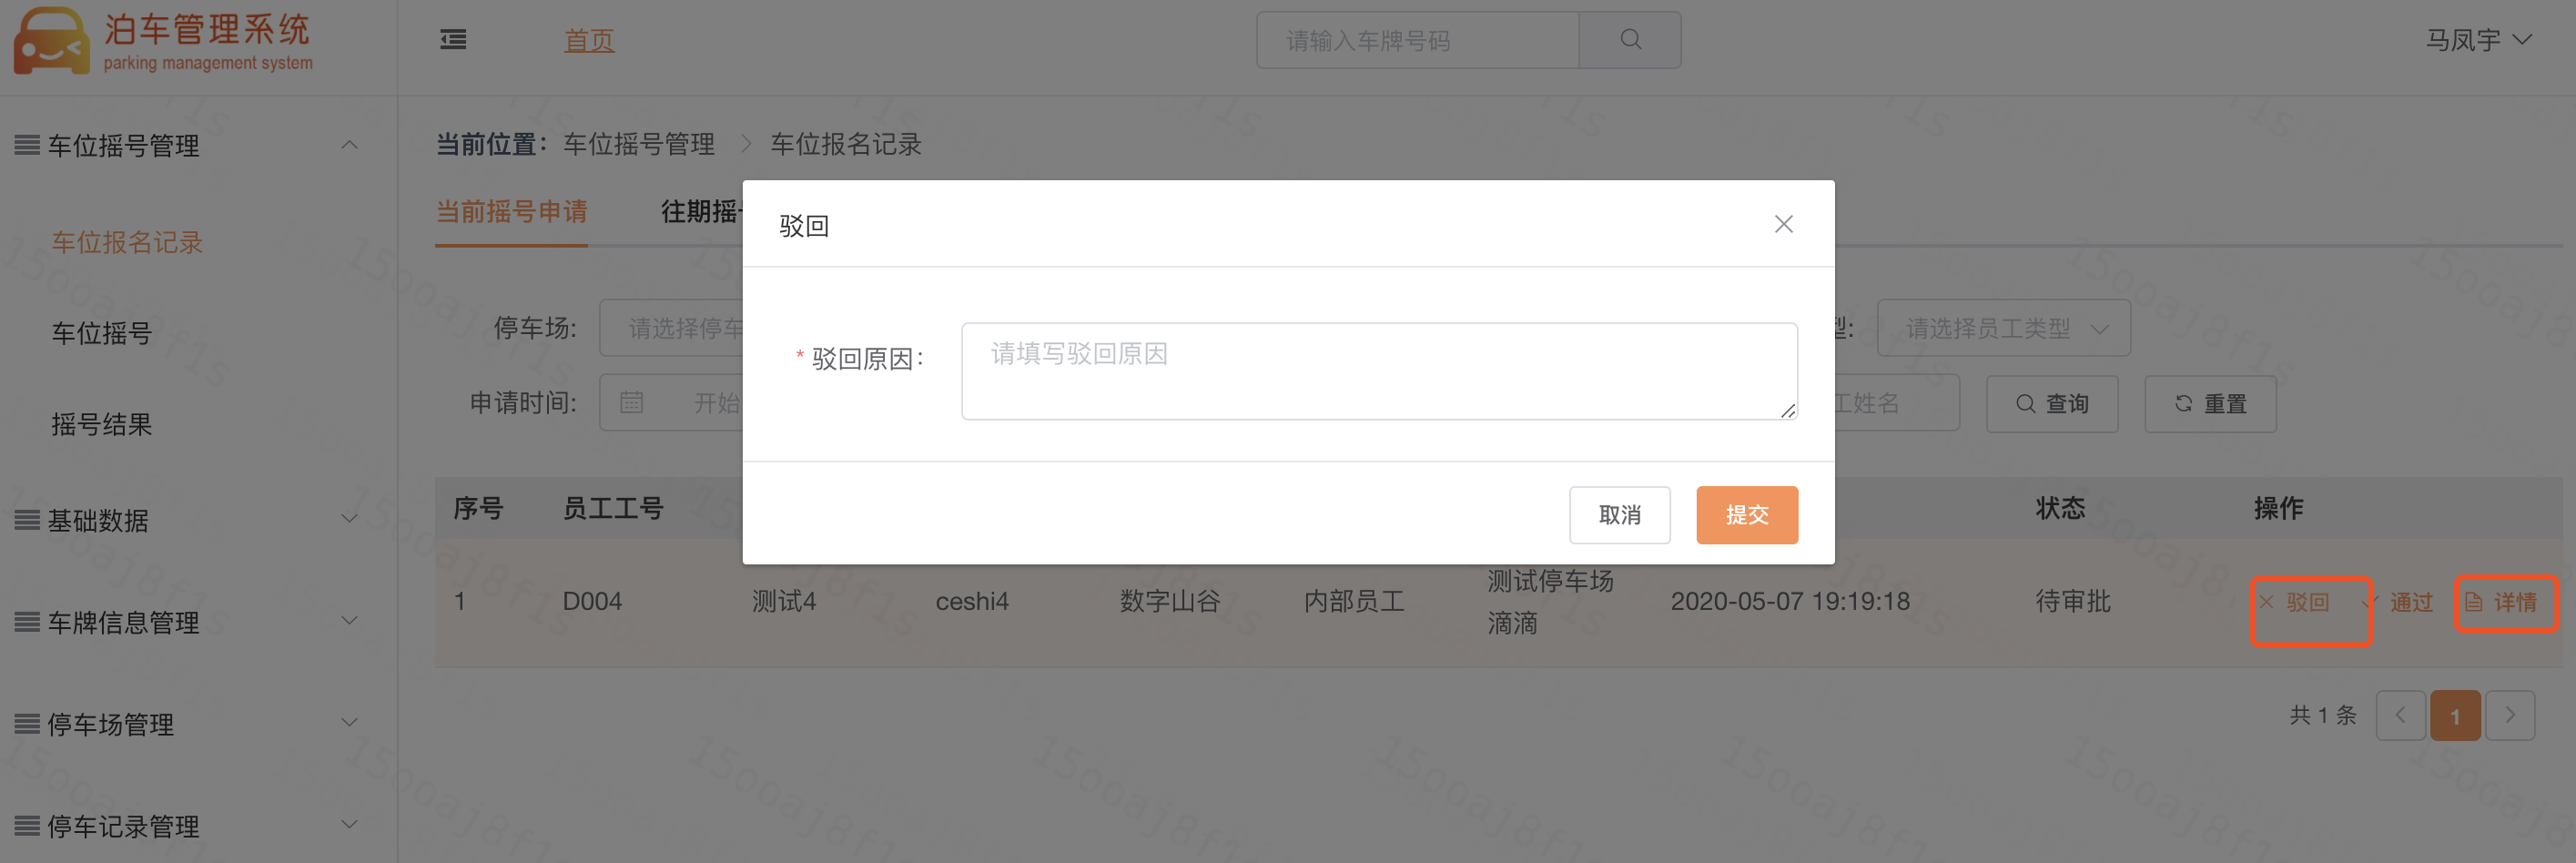 泊车管理系统
parking management system
首页
请输入车牌号码
马凤宇
车位摇号管理
车位报名记录
车位摇号
摇号结果
基础数据
车牌信息管理
停车场管理
停车记录管理
当前位置： 车位摇号管理 车位报名记录
当前摇号申请 往期摇号
停车场: 请选择停车 型: 请选择员工类型
申请时间: 开始 工姓名 查询 重置
驳回
* 驳回原因: 请填写驳回原因
取消 提交
序号 员工工号 状态 操作
1 D004 测试4 ceshi4 数字山谷 内部员工 测试停车场 2020-05-07 19:19:18 待审批 驳回 通过 详情
滴滴
共 1 条 1
15ooaj8f1s